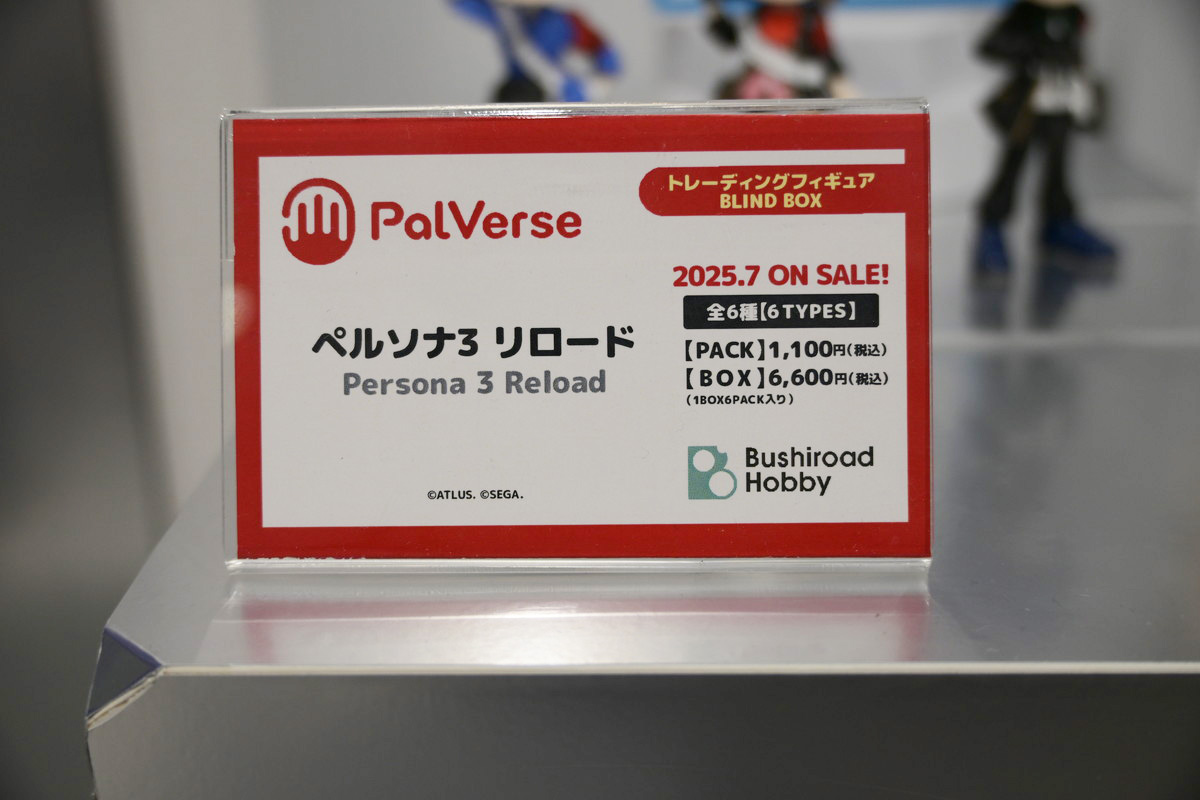 PalVerse
トレーディングフィギュア
BLIND BOX
ペルソナ3 リロード
Persona 3 Reload
2025.7 ON SALE!
全6種【6 TYPES】
【PACK】1,100円(税込)
【BOX】6,600円(税込)
(1BOX6PACK入り)
©ATLUS. ©SEGA.
Bushiroad
Hobby